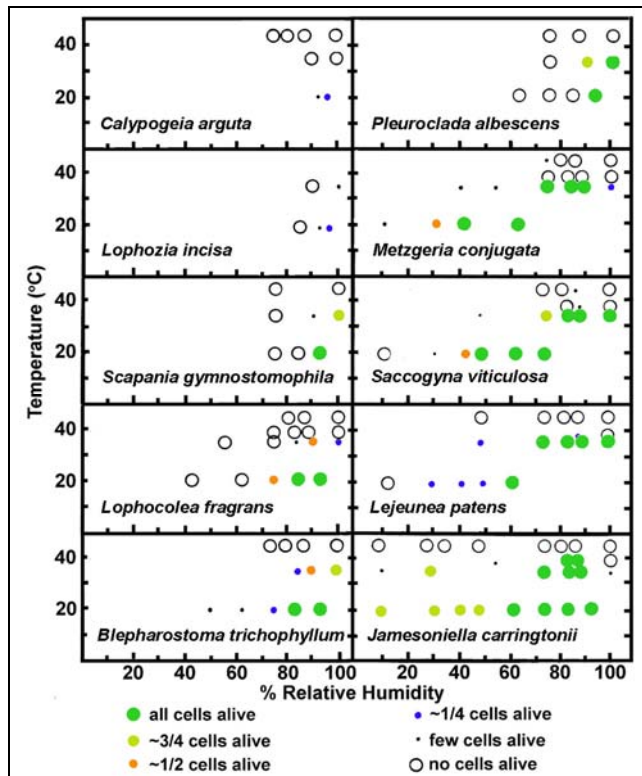 40
20
Calypogeia arguta
Pleuroclada albescens
40
20
Lophozia incisa
Metzgeria conjugata
Temperature (°C)
40
20
Scapania gymnostomophila
Saccogyna viticulosa
40
20
Lophocolea fragrans
Lejeunea patens
40
20
Blepharostoma trichophyllum
Jamesoniella carringtonii
20 40 60 80 100 20 40 60 80 100
% Relative Humidity
all cells alive
~1/4 cells alive
~3/4 cells alive
few cells alive
~1/2 cells alive
no cells alive